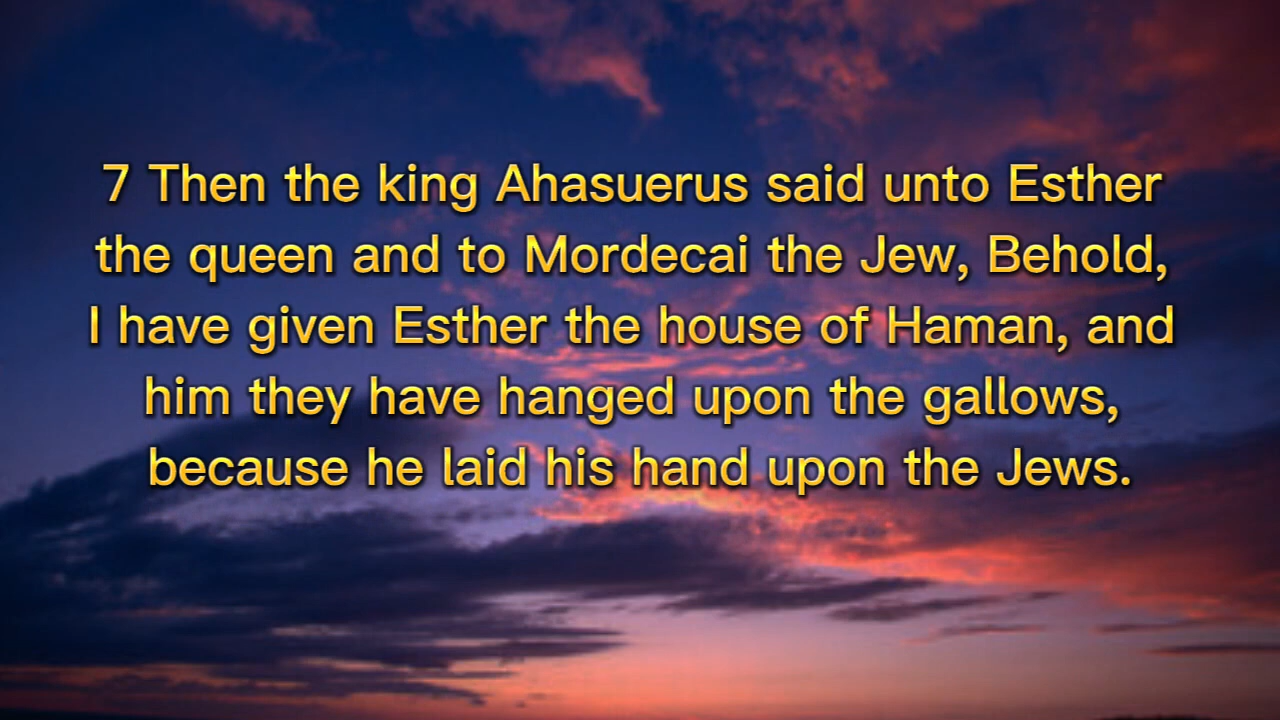 7 Then the king Ahasuerus said unto Esther
the queen and to Mordecai the Jew, Behold,
I have given Esther the house of Haman, and
him they have hanged upon the gallows,
because he laid his hand upon the Jews.